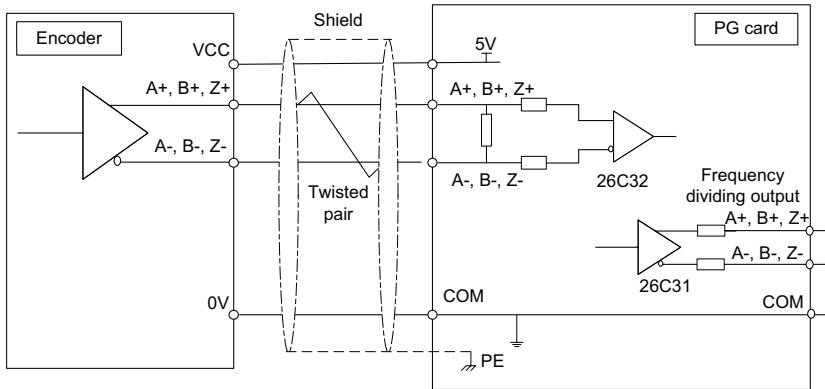 Encoder
VCC
A+, B+, Z+
A-, B-, Z-
0V
Shield
Twisted
pair
PE
PG card
5V
A+, B+, Z+
A-, B-, Z-
26C32
Frequency
dividing output
A+, B+, Z+
A-, B-, Z-
26C31
COM
COM